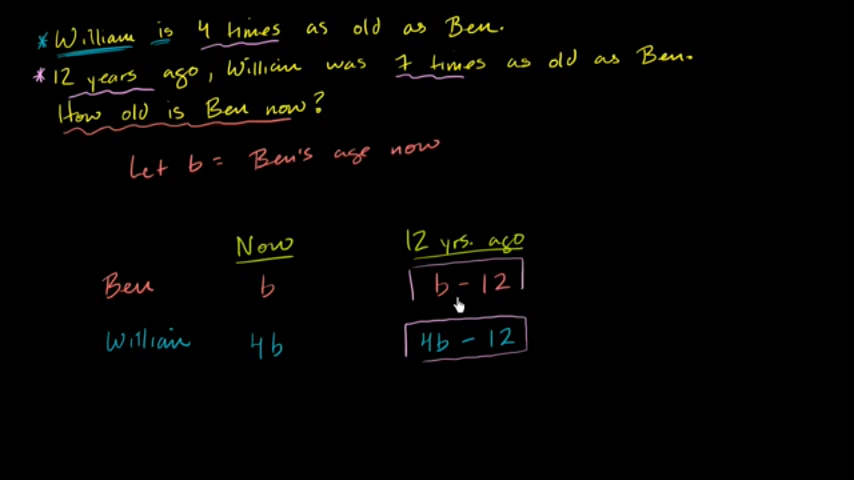 *William is 4 times as old as Ben.
*12 years ago, William was 7 times as old as Ben.
How old is Ben now?
Let b = Ben's age now
Now 12 yrs. ago
Ben b b - 12
William 4b 4b - 12